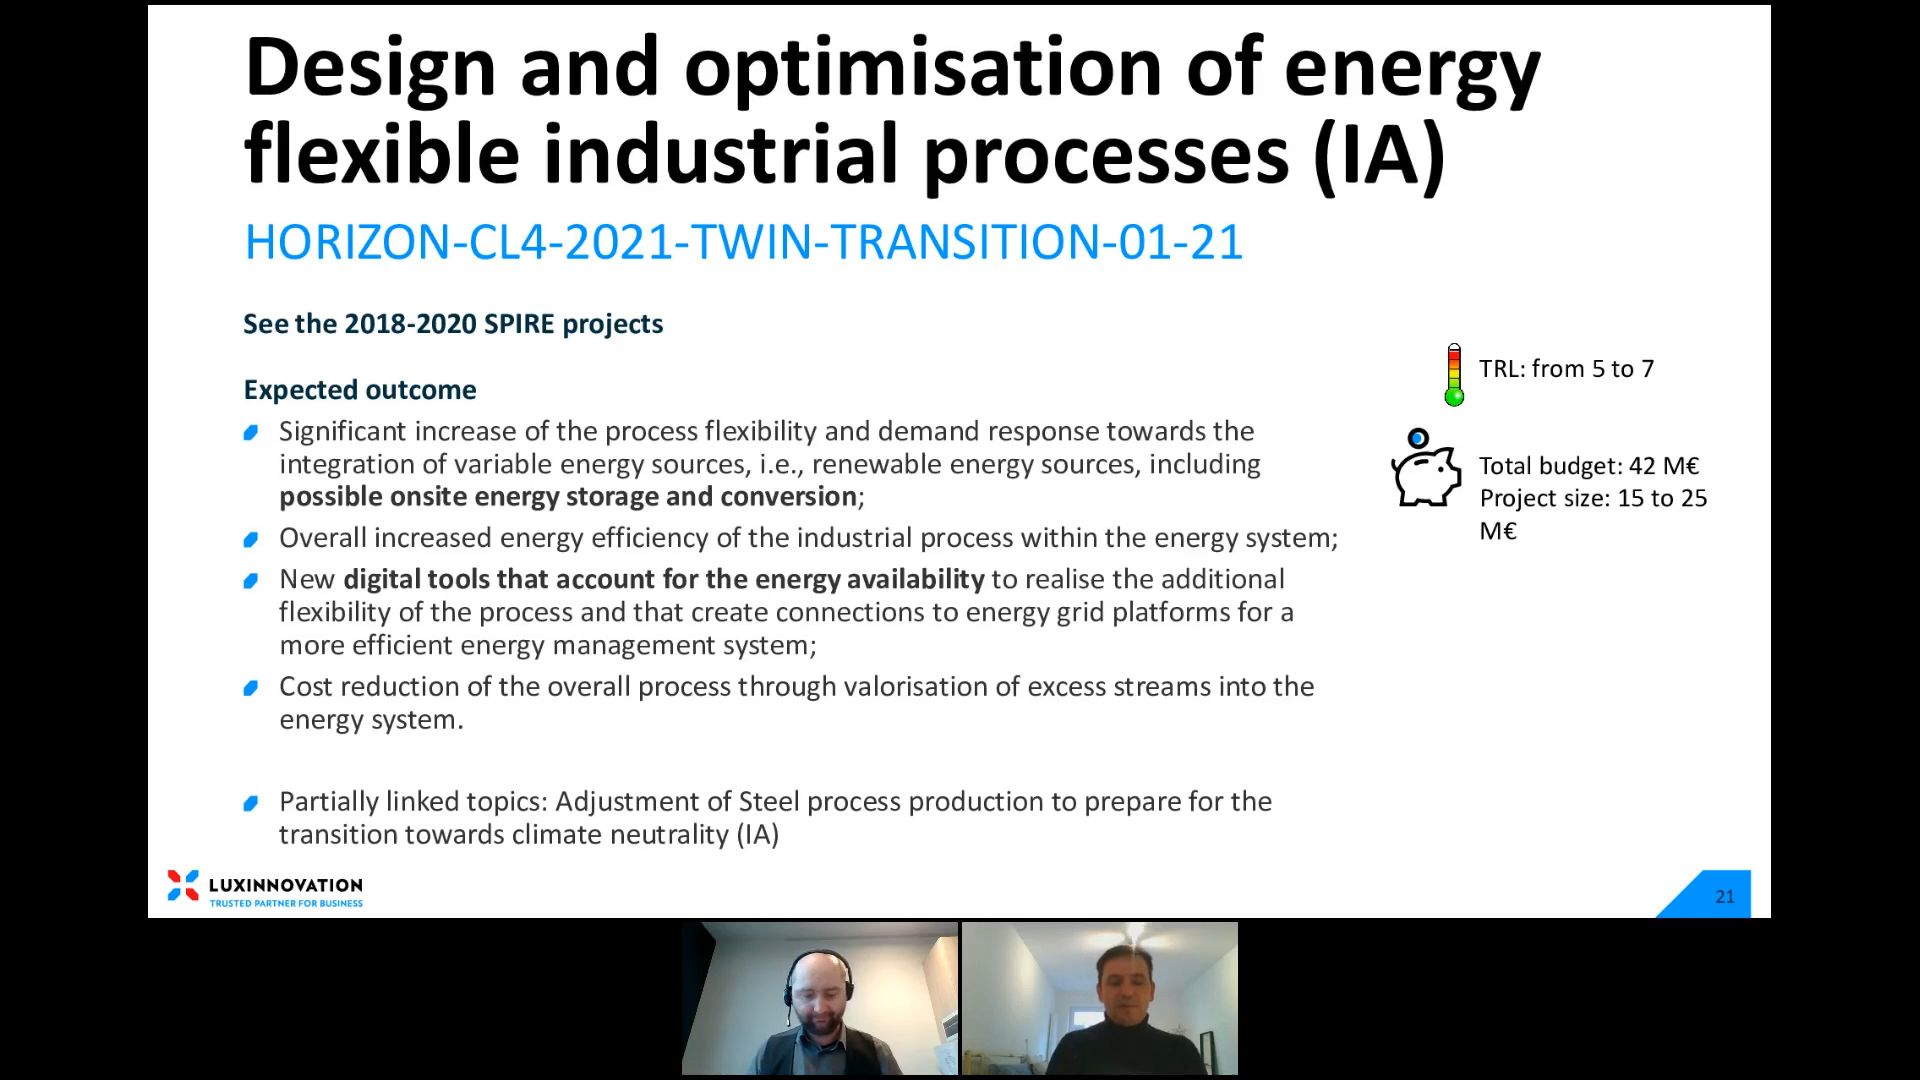 Design and optimisation of energy
flexible industrial processes (IA)
HORIZON-CL4-2021-TWIN-TRANSITION-01-21
See the 2018-2020 SPIRE projects
Expected outcome
Significant increase of the process flexibility and demand response towards the
integration of variable energy sources, i.e., renewable energy sources, including
possible onsite energy storage and conversion;
Overall increased energy efficiency of the industrial process within the energy system;
New digital tools that account for the energy availability to realise the additional
flexibility of the process and that create connections to energy grid platforms for a
more efficient energy management system;
Cost reduction of the overall process through valorisation of excess streams into the
energy system.
Partially linked topics: Adjustment of Steel process production to prepare for the
transition towards climate neutrality (IA)
TRL: from 5 to 7
Total budget: 42 M€
Project size: 15 to 25
M€
LUXINNOVATION
TRUSTED PARTNER FOR BUSINESS
21